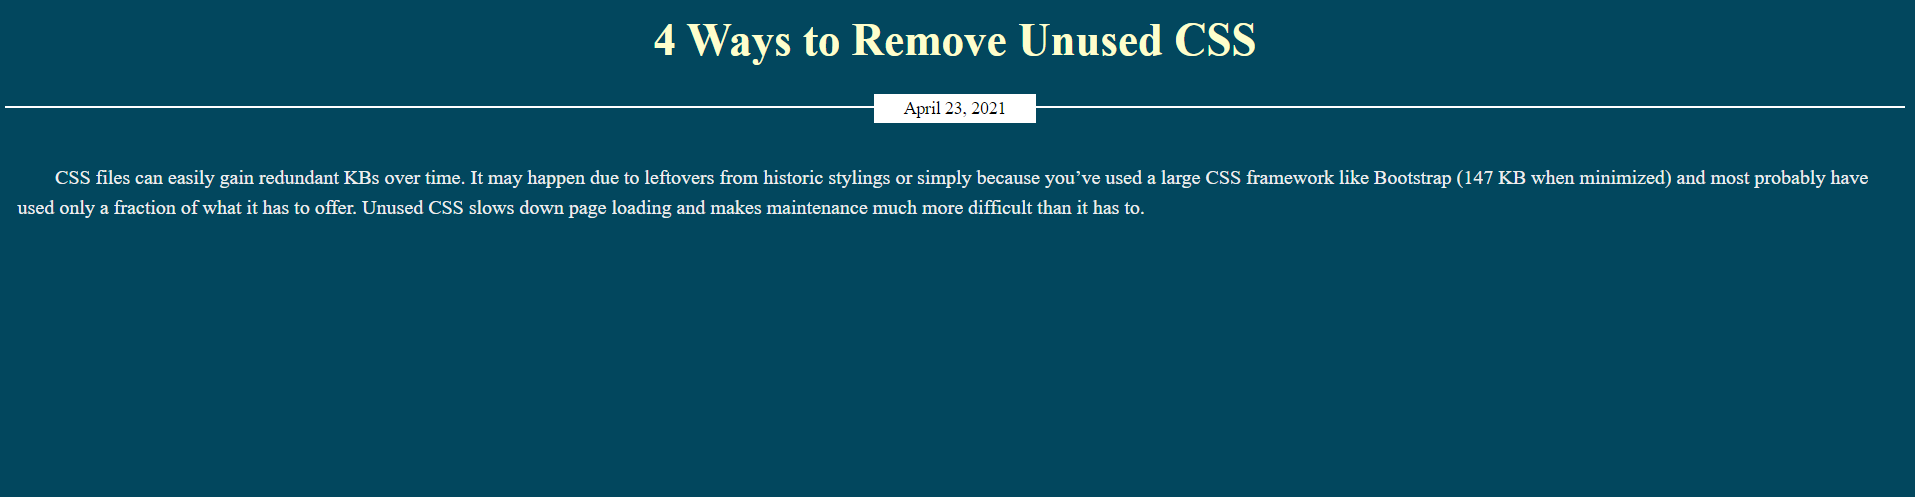 4 Ways to Remove Unused CSS
April 23, 2021
CSS files can easily gain redundant KBs over time. It may happen due to leftovers from historic stylings or simply because you’ve used a large CSS framework like Bootstrap (147 KB when minimized) and most probably have
used only a fraction of what it has to offer. Unused CSS slows down page loading and makes maintenance much more difficult than it has to.